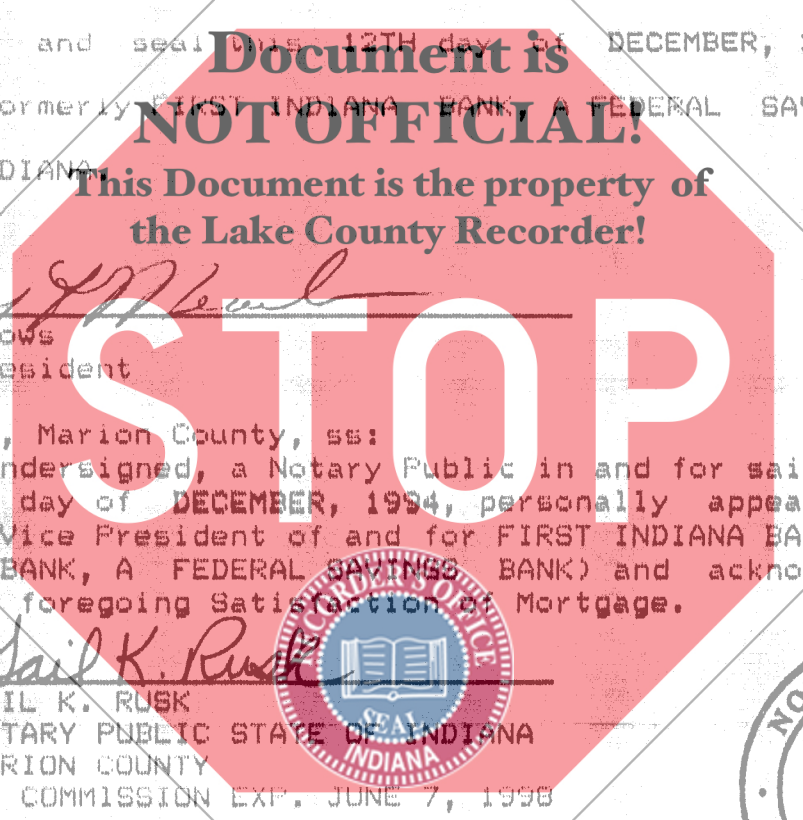 and seal this 12TH day of DECEMBER,
Document is
ormerly FIRST INDIANA BANK, A FEDERAL SA
NOT OFFICIAL!
DIANA.
This Document is the property of
the Lake County Recorder!
ows
esident
STOP
, Marion County, ss:
ndersigned, a Notary Public in and for sai
day of DECEMBER, 1994, personally appea
Vice President of and for FIRST INDIANA BA
BANK, A FEDERAL SAVINGS BANK) and ackno
foregoing Satisfaction of Mortgage.
RECORDER'S OFFICE
SEAL
INDIANA
Gail K. Rusk
IL K. RUSK
TARY PUBLIC STATE OF INDIANA
RION COUNTY
COMMISSION EXP. JUNE 7, 1998
NO